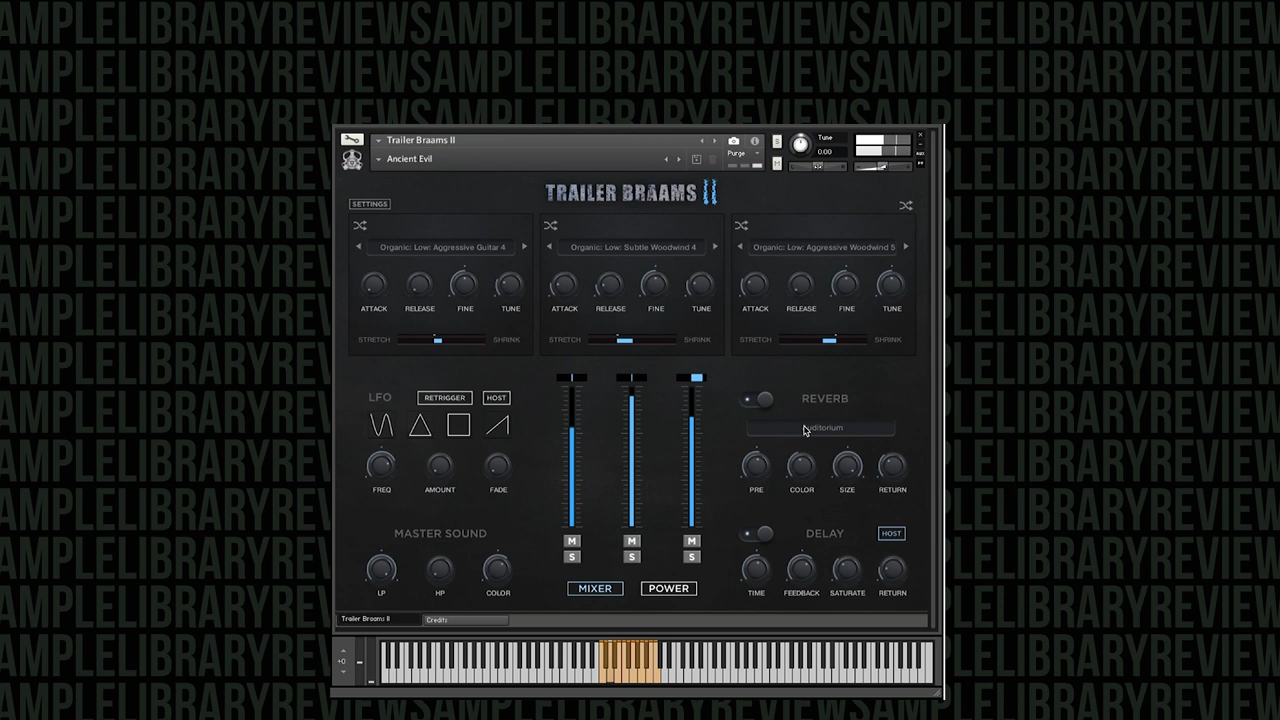 SAMPLELIBRARYREVIEWS
Trailer Braams II
Ancient Evil
Purge
S
M
Tune
0.00
TRAILER BRAAMS II
SETTINGS
Organic: Low: Aggressive Guitar 4
Organic: Low: Subtle Woodwind 4
Organic: Low: Aggressive Woodwind 5
ATTACK RELEASE FINE TUNE
ATTACK RELEASE FINE TUNE
ATTACK RELEASE FINE TUNE
STRETCH SHRINK
STRETCH SHRINK
STRETCH SHRINK
LFO RETRIGGER HOST
FREQ AMOUNT FADE
MASTER SOUND
LP HP COLOR
M M M
S S S
MIXER POWER
REVERB
Auditorium
PRE COLOR SIZE RETURN
DELAY HOST
TIME FEEDBACK SATURATE RETURN
Trailer Braams II
Credits
+0